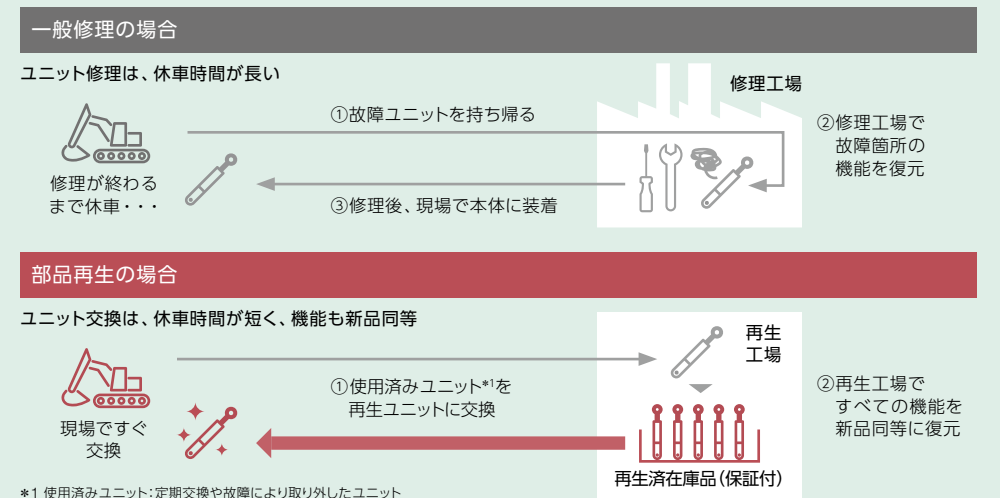 一般修理の場合
ユニット修理は、休車時間が長い
修理工場
①故障ユニットを持ち帰る
②修理工場で
故障箇所の
機能を復元
修理が終わる
まで休車・・・
③修理後、現場で本体に装着
部品再生の場合
ユニット交換は、休車時間が短く、機能も新品同等
再生
工場
①使用済みユニット*1を
再生ユニットに交換
②再生工場で
すべての機能を
新品同等に復元
現場ですぐ
交換
再生済在庫品(保証付)
*1 使用済みユニット:定期交換や故障により取り外したユニット